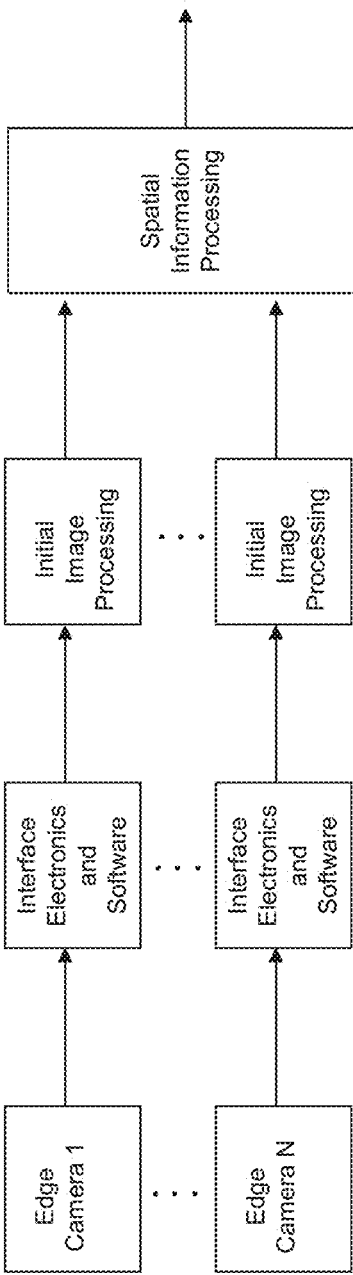 Edge
Camera 1
Interface
Electronics
and
Software
Initial
Image
Processing
Spatial
Information
Processing
. . .
. . .
. . .
Edge
Camera N
Interface
Electronics
and
Software
Initial
Image
Processing